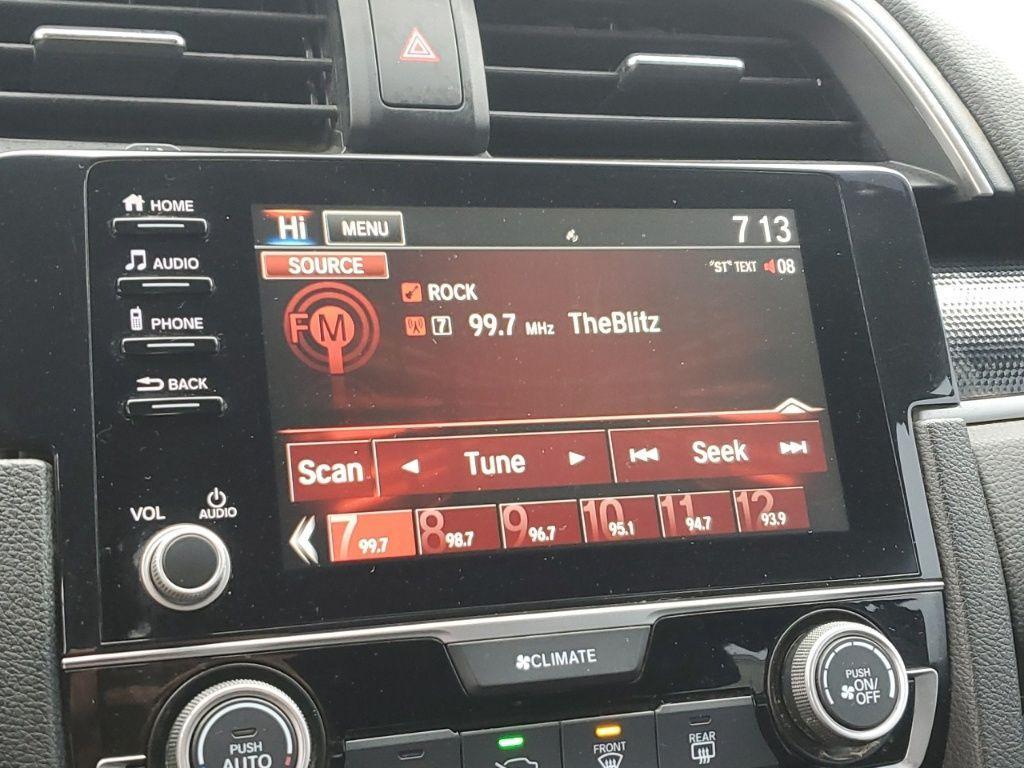 HOME
AUDIO
PHONE
BACK
VOL
AUDIO
Hi MENU 7 13
SOURCE "ST" TEXT 08
FM
ROCK
7 99.7 MHz TheBlitz
Scan Tune Seek
7 99.7 8 98.7 9 96.7 10 95.1 11 94.7 12 93.9
CLIMATE
PUSH AUTO
FRONT
REAR
PUSH ON/OFF